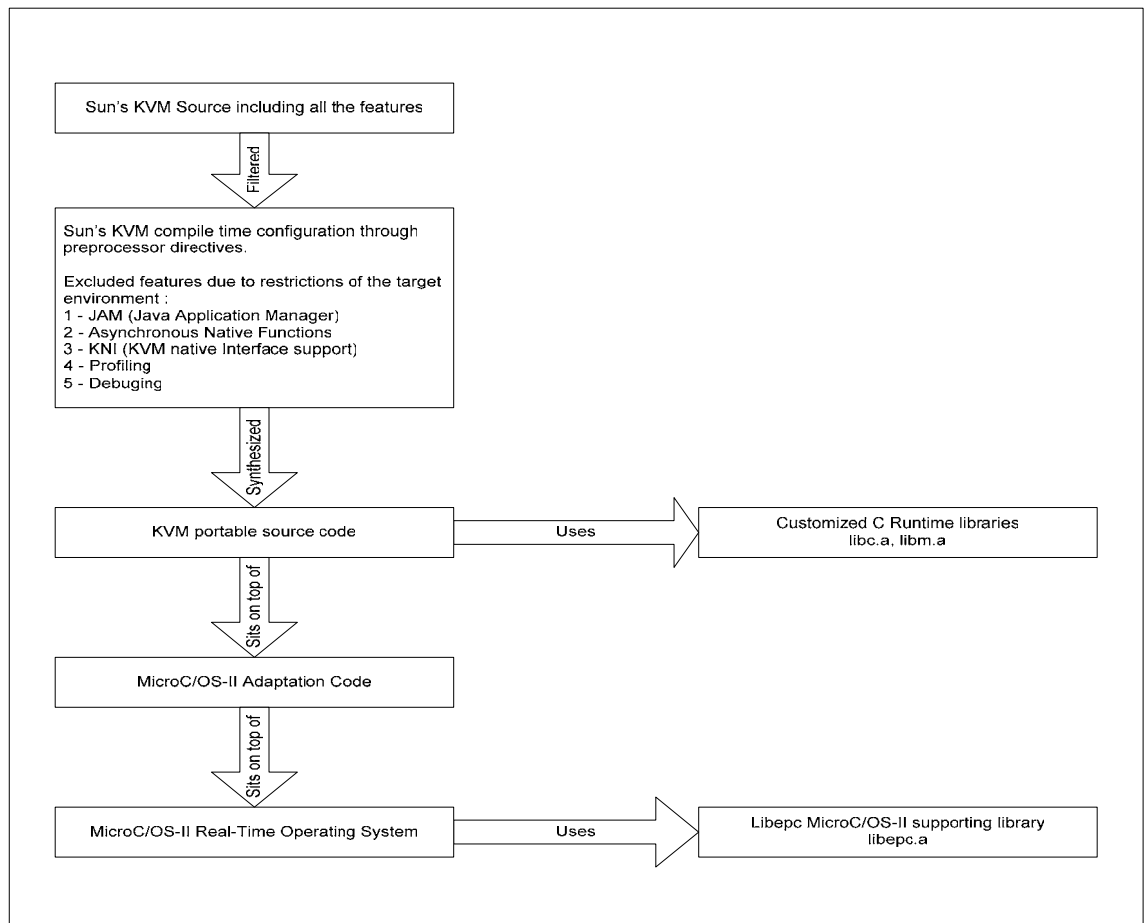 Sun's KVM Source including all the features
Filtered
Sun's KVM compile time configuration through
preprocessor directives.
Excluded features due to restrictions of the target
environment :
1 - JAM (Java Application Manager)
2 - Asynchronous Native Functions
3 - KNI (KVM native Interface support)
4 - Profiling
5 - Debuging
Synthesized
KVM portable source code
Uses
Customized C Runtime libraries
libc.a, libm.a
Sits on top of
MicroC/OS-II Adaptation Code
Sits on top of
MicroC/OS-II Real-Time Operating System
Uses
Libepc MicroC/OS-II supporting library
libepc.a